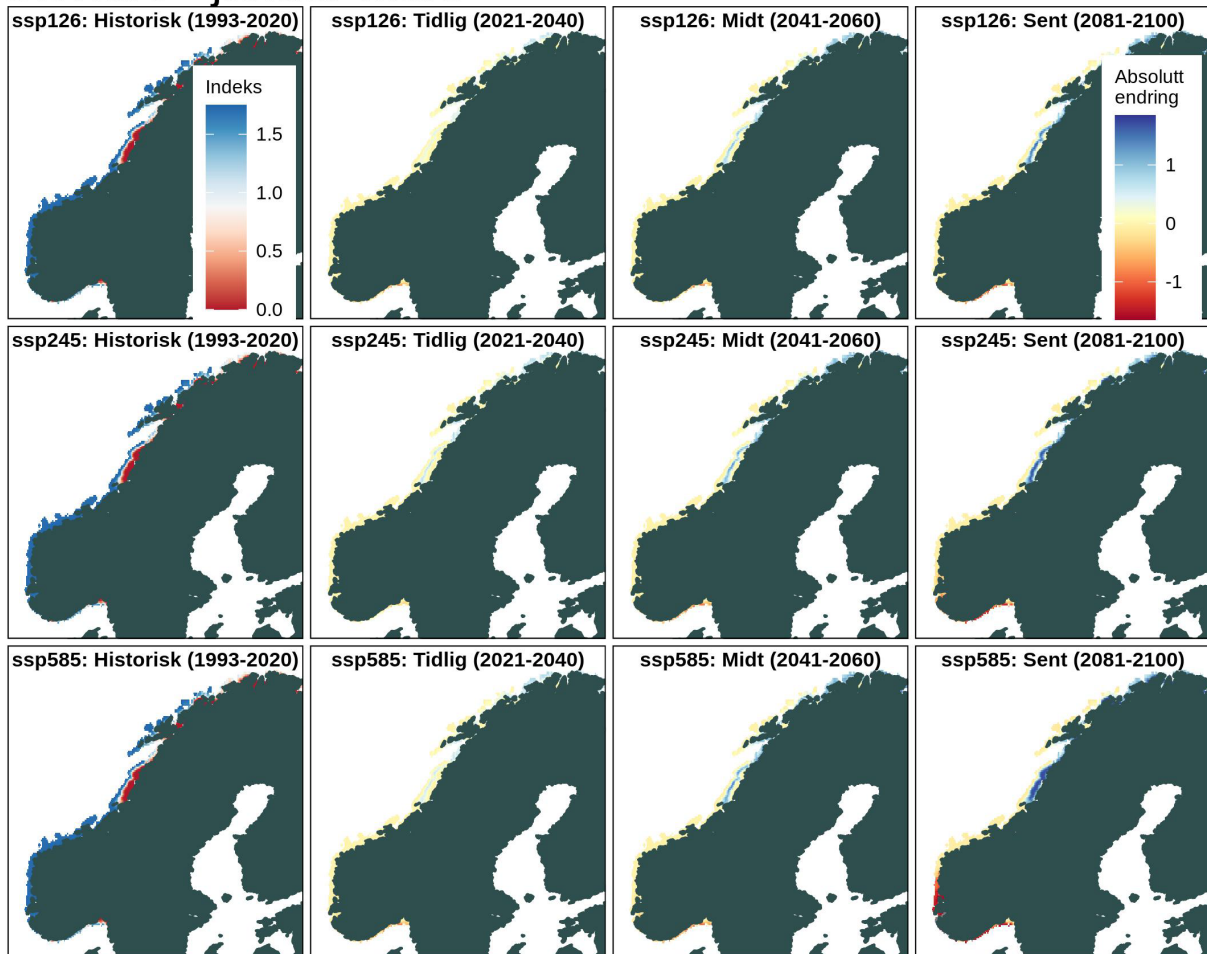 ssp126: Historisk (1993-2020)
ssp126: Tidlig (2021-2040)
ssp126: Midt (2041-2060)
ssp126: Sent (2081-2100)
Indeks
1.5
1.0
0.5
0.0
Absolutt
endring
1
0
-1
ssp245: Historisk (1993-2020)
ssp245: Tidlig (2021-2040)
ssp245: Midt (2041-2060)
ssp245: Sent (2081-2100)
ssp585: Historisk (1993-2020)
ssp585: Tidlig (2021-2040)
ssp585: Midt (2041-2060)
ssp585: Sent (2081-2100)